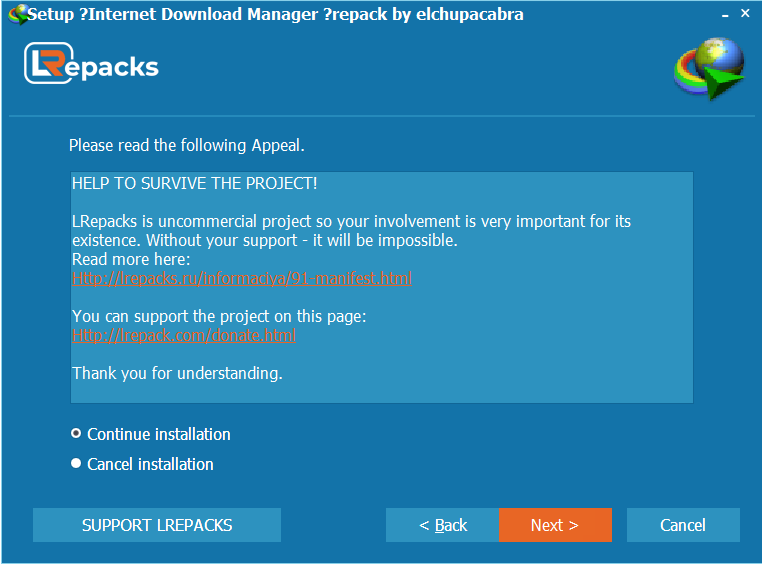 Setup ?Internet Download Manager ?repack by elchupacabra
LRepacks
Please read the following Appeal.
HELP TO SURVIVE THE PROJECT!
LRepacks is uncommercial project so your involvement is very important for its
existence. Without your support - it will be impossible.
Read more here:
Http://lrepacks.ru/informaciya/91-manifest.html
You can support the project on this page:
Http://lrepack.com/donate.html
Thank you for understanding.
Continue installation
Cancel installation
SUPPORT LREPACKS
< Back
Next >
Cancel